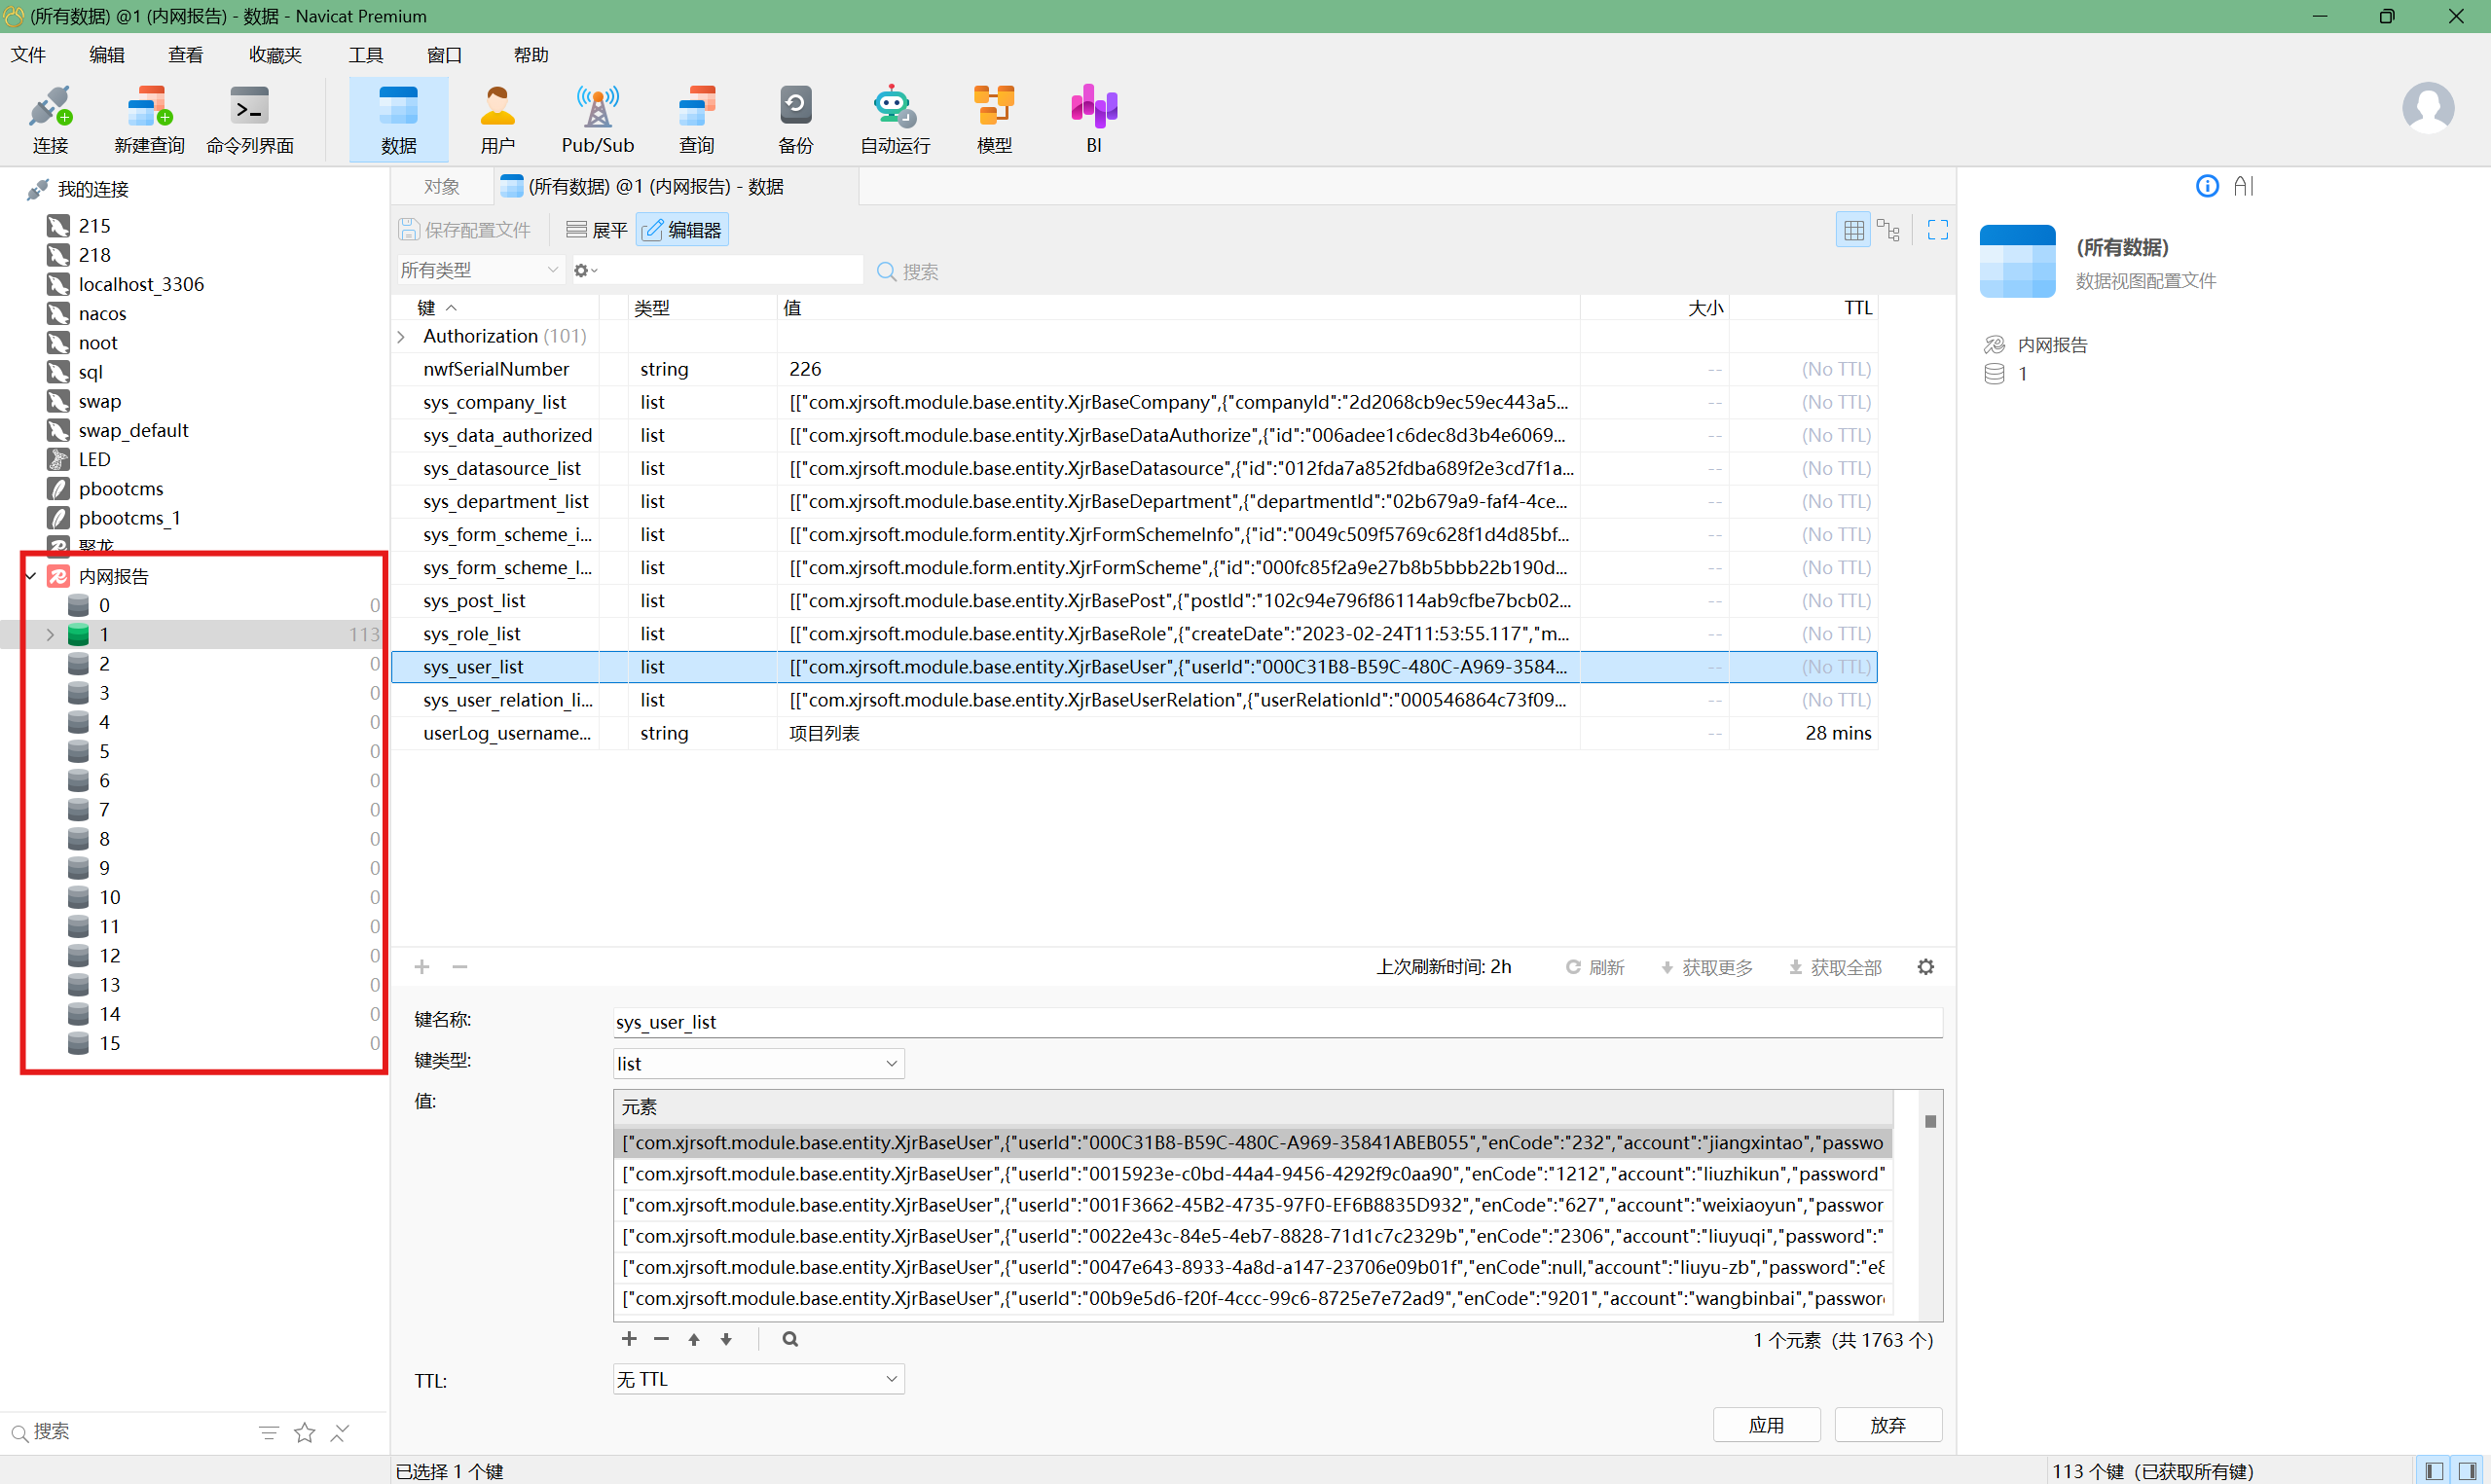 (所有数据) @1 (内网报告) - 数据 - Navicat Premium
文件 编辑 查看 收藏夹 工具 窗口 帮助
连接 新建查询 命令列界面 数据 用户 Pub/Sub 查询 备份 自动运行 模型 BI
我的连接
215
218
localhost_3306
nacos
noot
sql
swap
swap_default
LED
pbootcms
pbootcms_1
聚龙
内网报告
0 0
1 113
2 0
3 0
4 0
5 0
6 0
7 0
8 0
9 0
10 0
11 0
12 0
13 0
14 0
15 0
搜索
对象 (所有数据) @1 (内网报告) - 数据
保存配置文件 展平 编辑器
所有类型 搜索
键 类型 值 大小 TTL
Authorization (101)
nwfSerialNumber string 226 -- (No TTL)
sys_company_list list [["com.xjrsoft.module.base.entity.XjrBaseCompany",{"companyId":"2d2068cb9ec59ec443a5... -- (No TTL)
sys_data_authorized list [["com.xjrsoft.module.base.entity.XjrBaseDataAuthorize",{"id":"006adee1c6dec8d3b4e6069... -- (No TTL)
sys_datasource_list list [["com.xjrsoft.module.base.entity.XjrBaseDatasource",{"id":"012fda7a852fdba689f2e3cd7f1a... -- (No TTL)
sys_department_list list [["com.xjrsoft.module.base.entity.XjrBaseDepartment",{"departmentId":"02b679a9-faf4-4ce... -- (No TTL)
sys_form_scheme_i... list [["com.xjrsoft.module.form.entity.XjrFormSchemeInfo",{"id":"0049c509f5769c628f1d4d85bf... -- (No TTL)
sys_form_scheme_l... list [["com.xjrsoft.module.form.entity.XjrFormScheme",{"id":"000fc85f2a9e27b8b5bbb22b190d... -- (No TTL)
sys_post_list list [["com.xjrsoft.module.base.entity.XjrBasePost",{"postId":"102c94e796f86114ab9cfbe7bcb02... -- (No TTL)
sys_role_list list [["com.xjrsoft.module.base.entity.XjrBaseRole",{"createDate":"2023-02-24T11:53:55.117","m... -- (No TTL)
sys_user_list list [["com.xjrsoft.module.base.entity.XjrBaseUser",{"userId":"000C31B8-B59C-480C-A969-3584... -- (No TTL)
sys_user_relation_li... list [["com.xjrsoft.module.base.entity.XjrBaseUserRelation",{"userRelationId":"000546864c73f09... -- (No TTL)
userLog_username... string 项目列表 -- 28 mins
上次刷新时间: 2h 刷新 获取更多 获取全部
键名称: sys_user_list
键类型: list
值:
元素
["com.xjrsoft.module.base.entity.XjrBaseUser",{"userId":"000C31B8-B59C-480C-A969-35841ABEB055","enCode":"232","account":"jiangxintao","passwo
["com.xjrsoft.module.base.entity.XjrBaseUser",{"userId":"0015923e-c0bd-44a4-9456-4292f9c0aa90","enCode":"1212","account":"liuzhikun","password"
["com.xjrsoft.module.base.entity.XjrBaseUser",{"userId":"001F3662-45B2-4735-97F0-EF6B8835D932","enCode":"627","account":"weixiaoyun","passwor
["com.xjrsoft.module.base.entity.XjrBaseUser",{"userId":"0022e43c-84e5-4eb7-8828-71d1c7c2329b","enCode":"2306","account":"liuyuqi","password":"
["com.xjrsoft.module.base.entity.XjrBaseUser",{"userId":"0047e643-8933-4a8d-a147-23706e09b01f","enCode":null,"account":"liuyu-zb","password":"e8
["com.xjrsoft.module.base.entity.XjrBaseUser",{"userId":"00b9e5d6-f20f-4ccc-99c6-8725e7e72ad9","enCode":"9201","account":"wangbinbai","passwor
1 个元素 (共 1763 个)
TTL: 无 TTL
应用 放弃
已选择 1 个键 113 个键 (已获取所有键)
AI
(所有数据)
数据视图配置文件
内网报告
1